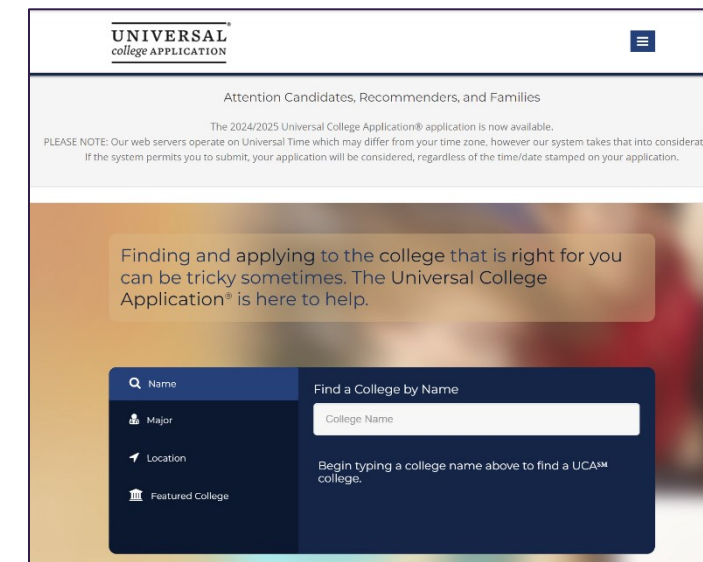 UNIVERSAL®
college APPLICATION
Attention Candidates, Recommenders, and Families
The 2024/2025 Universal College Application® application is now available.
PLEASE NOTE: Our web servers operate on Universal Time which may differ from your time zone, however our system takes that into considerat
If the system permits you to submit, your application will be considered, regardless of the time/date stamped on your application.
Finding and applying to the college that is right for you
can be tricky sometimes. The Universal College
Application® is here to help.
Name
Find a College by Name
Major
College Name
Location
Begin typing a college name above to find a UCA℠
college.
Featured College